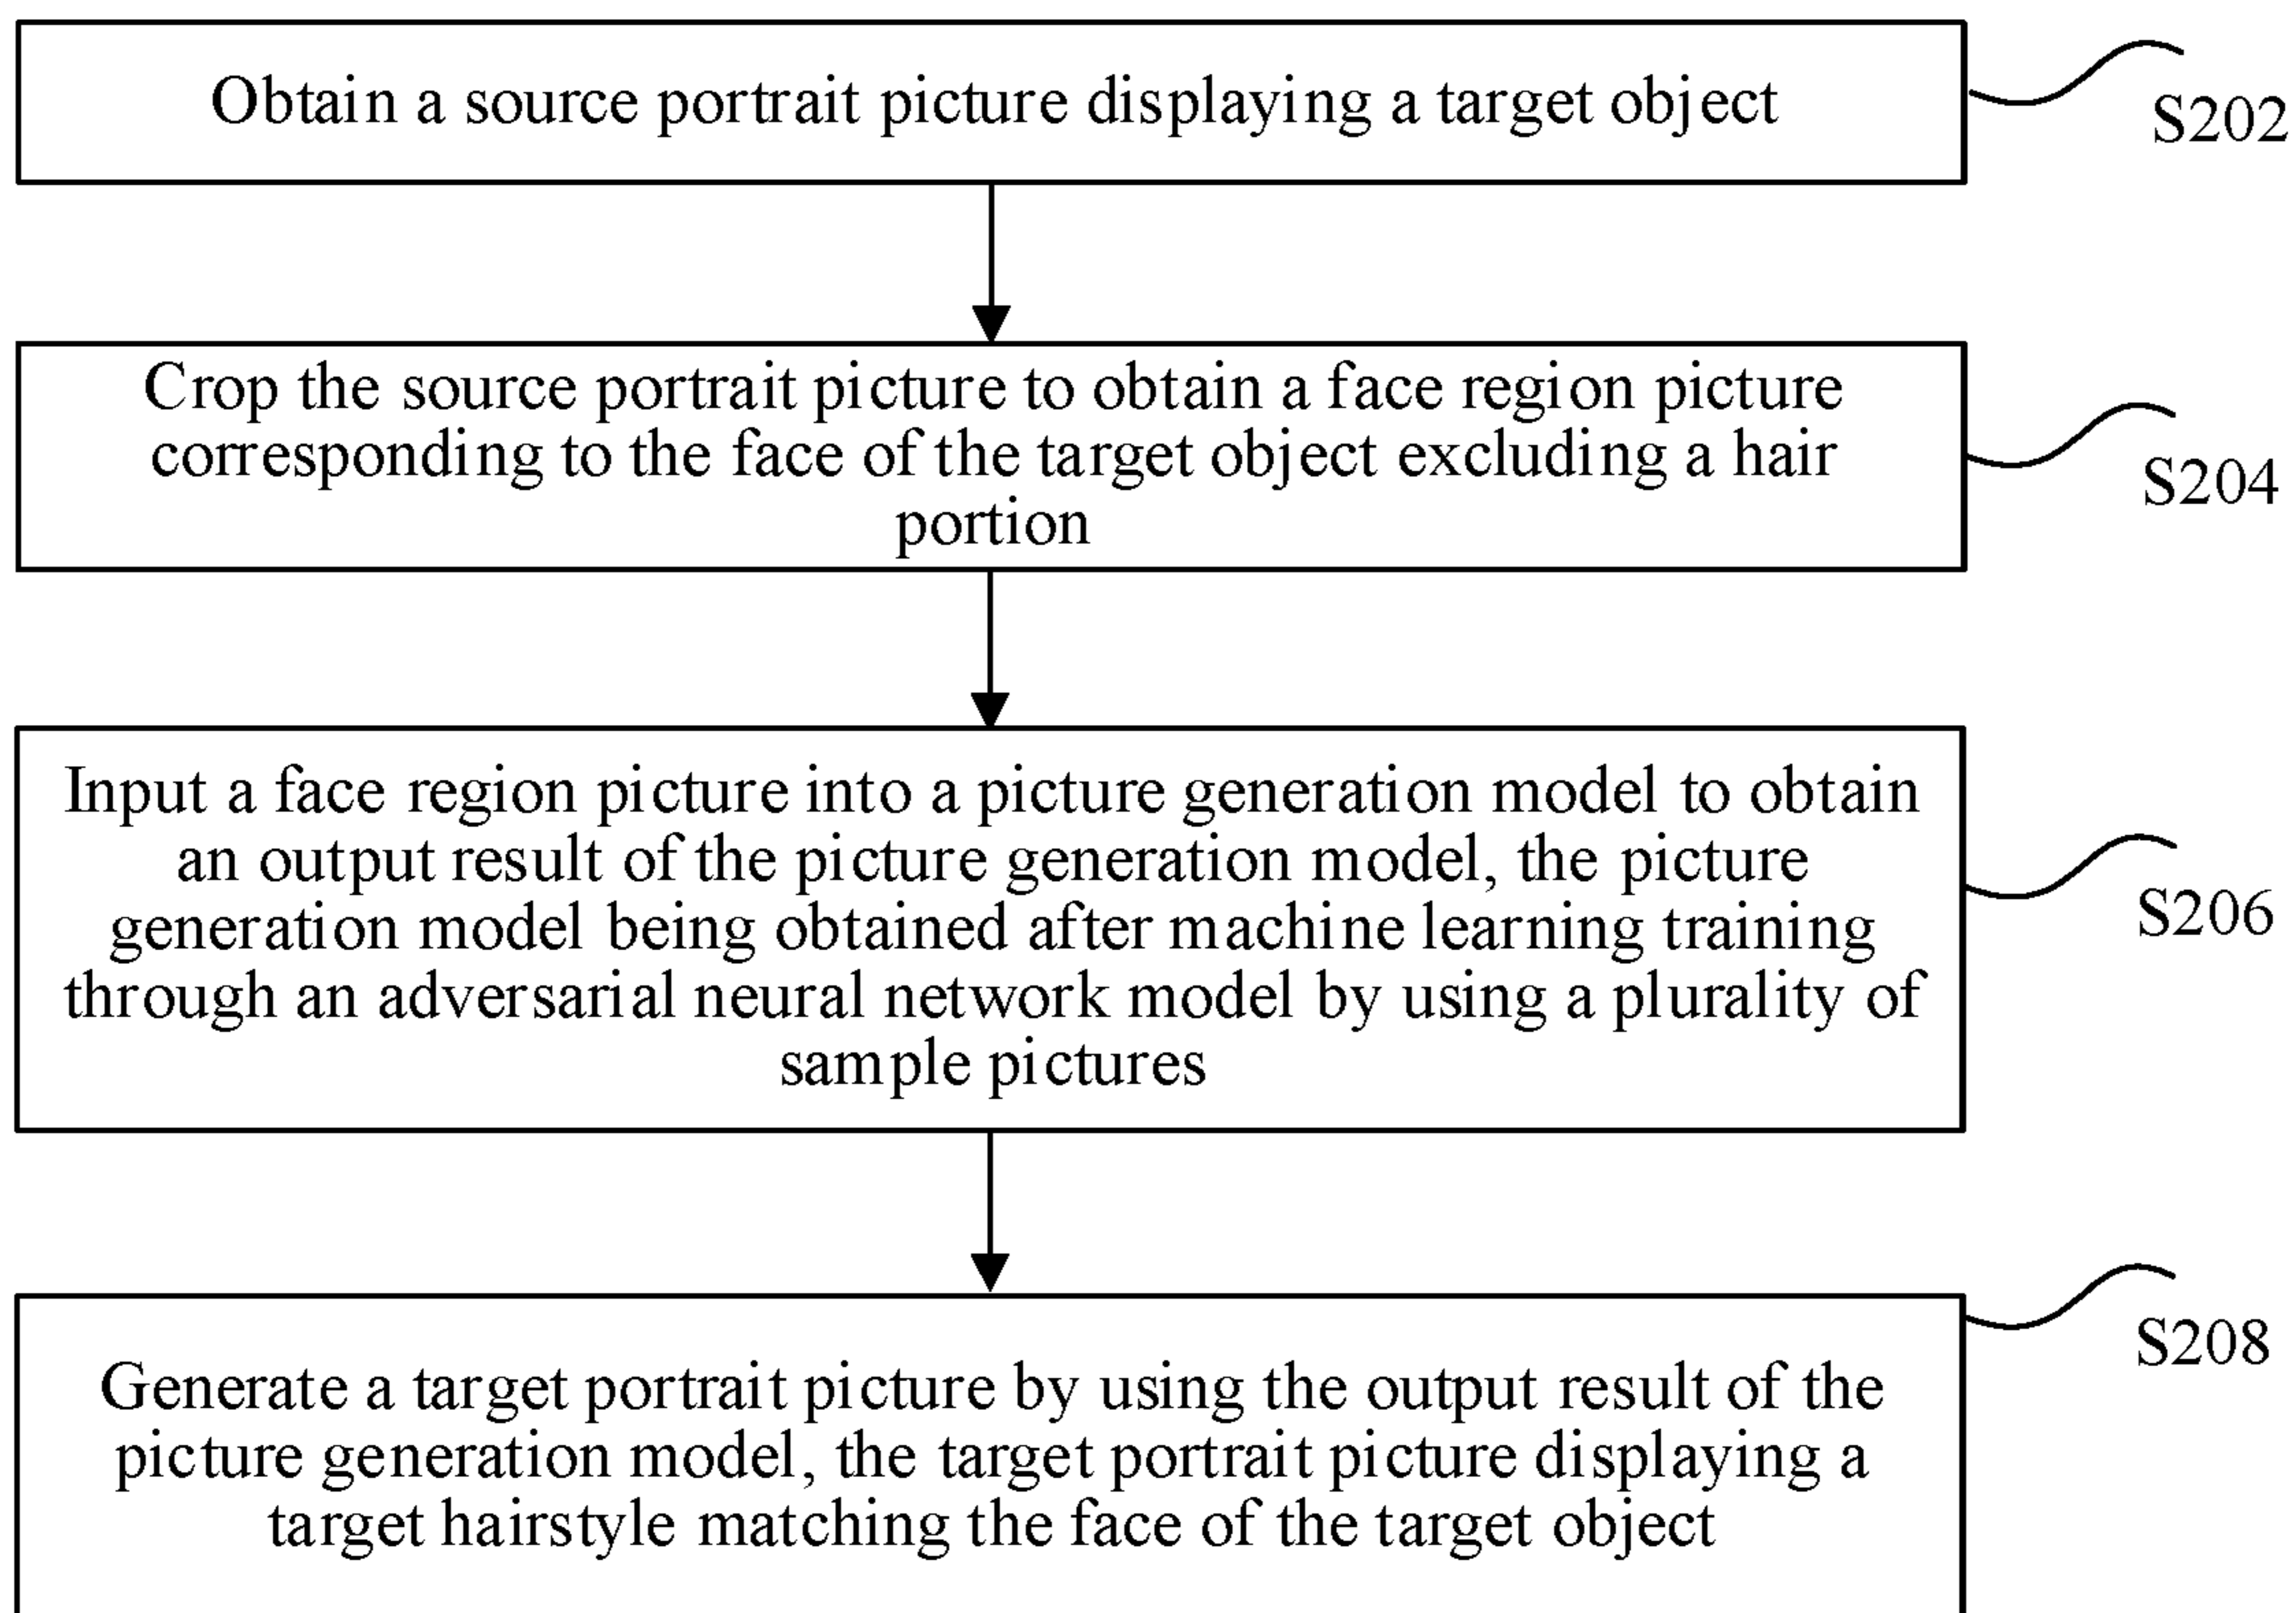 Obtain a source portrait picture displaying a target object
S202
Crop the source portrait picture to obtain a face region picture
corresponding to the face of the target object excluding a hair
portion
S204
Input a face region picture into a picture generation model to obtain
an output result of the picture generation model, the picture
generation model being obtained after machine learning training
through an adversarial neural network model by using a plurality of
sample pictures
S206
Generate a target portrait picture by using the output result of the
picture generation model, the target portrait picture displaying a
target hairstyle matching the face of the target object
S208